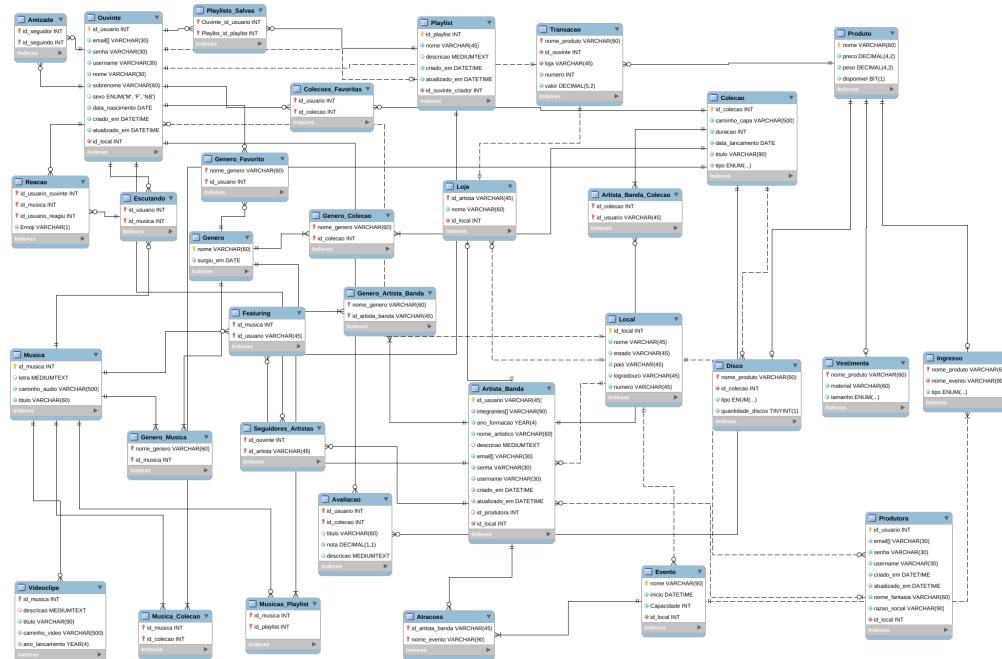 Amizade
id_seguidor INT
id_seguindo INT
Indexes
Ouvinte
id_usuario INT
email[] VARCHAR(30)
senha VARCHAR(30)
username VARCHAR(30)
nome VARCHAR(30)
sobrenome VARCHAR(60)
sexo ENUM('M', 'F', 'NB')
data_nascimento DATE
criado_em DATETIME
atualizado_em DATETIME
id_local INT
Indexes
Playlists_Salvas
Ouvinte_id_usuario INT
Playlist_id_playlist INT
Indexes
Playlist
id_playlist INT
nome VARCHAR(45)
descricao MEDIUMTEXT
criado_em DATETIME
atualizado_em DATETIME
id_ouvinte_criador INT
Indexes
Transacao
nome_produto VARCHAR(60)
id_ouvinte INT
loja VARCHAR(45)
numero INT
valor DECIMAL(5,2)
Indexes
Produto
nome VARCHAR(60)
preco DECIMAL(4,2)
peso DECIMAL(4,2)
disponivel BIT(1)
Indexes
Colecoes_Favoritas
id_usuario INT
id_colecao INT
Indexes
Colecao
id_colecao INT
caminho_capa VARCHAR(500)
duracao INT
data_lancamento DATE
titulo VARCHAR(90)
tipo ENUM(...)
Indexes
Genero_Favorito
nome_genero VARCHAR(60)
id_usuario INT
Indexes
Reacao
id_usuario_ouvinte INT
id_musica INT
id_usuario_reagiu INT
Emoji VARCHAR(1)
Indexes
Escutando
id_usuario INT
id_musica INT
Indexes
Loja
id_artista VARCHAR(45)
nome VARCHAR(60)
id_local INT
Indexes
Artista_Banda_Colecao
id_colecao INT
id_usuario VARCHAR(45)
Indexes
Genero_Colecao
nome_genero VARCHAR(60)
id_colecao INT
Indexes
Genero
nome VARCHAR(60)
surgiu_em DATE
Indexes
Genero_Artista_Banda
nome_genero VARCHAR(60)
id_artista_banda VARCHAR(45)
Indexes
Featuring
id_musica INT
id_usuario VARCHAR(45)
Indexes
Local
id_local INT
nome VARCHAR(45)
estado VARCHAR(45)
pais VARCHAR(45)
logradouro VARCHAR(45)
numero VARCHAR(45)
Indexes
Musica
id_musica INT
letra MEDIUMTEXT
caminho_audio VARCHAR(500)
titulo VARCHAR(60)
Indexes
Disco
nome_produto VARCHAR(60)
id_colecao INT
tipo ENUM(...)
quantidade_discos TINYINT(1)
Indexes
Vestimenta
nome_produto VARCHAR(60)
material VARCHAR(60)
tamanho ENUM(...)
Indexes
Ingresso
nome_produto VARCHAR(6
nome_evento VARCHAR(90
tipo ENUM(...)
Indexes
Artista_Banda
id_usuario VARCHAR(45)
integrantes[] VARCHAR(90)
ano_formacao YEAR(4)
nome_artistico VARCHAR(60)
descricao MEDIUMTEXT
email[] VARCHAR(30)
senha VARCHAR(30)
username VARCHAR(30)
criado_em DATETIME
atualizado_em DATETIME
id_produtora INT
id_local INT
Indexes
Genero_Musica
nome_genero VARCHAR(60)
id_musica INT
Indexes
Seguidores_Artistas
id_ouvinte INT
id_artista VARCHAR(45)
Indexes
Avaliacao
id_usuario INT
id_colecao INT
titulo VARCHAR(60)
nota DECIMAL(1,1)
descricao MEDIUMTEXT
Indexes
Produtora
id_usuario INT
email[] VARCHAR(30)
senha VARCHAR(30)
username VARCHAR(30)
criado_em DATETIME
atualizado_em DATETIME
nome_fantasia VARCHAR(60)
razao_social VARCHAR(90)
id_local INT
Indexes
Evento
nome VARCHAR(90)
inicio DATETIME
Capacidade INT
id_local INT
Indexes
Videoclipe
id_musica INT
descricao MEDIUMTEXT
titulo VARCHAR(90)
caminho_video VARCHAR(500)
ano_lancamento YEAR(4)
Indexes
Musica_Colecao
id_musica INT
id_colecao INT
Indexes
Musicas_Playlist
id_musica INT
id_playlist INT
Indexes
Atracoes
id_artista_banda VARCHAR(45)
nome_evento VARCHAR(90)
Indexes